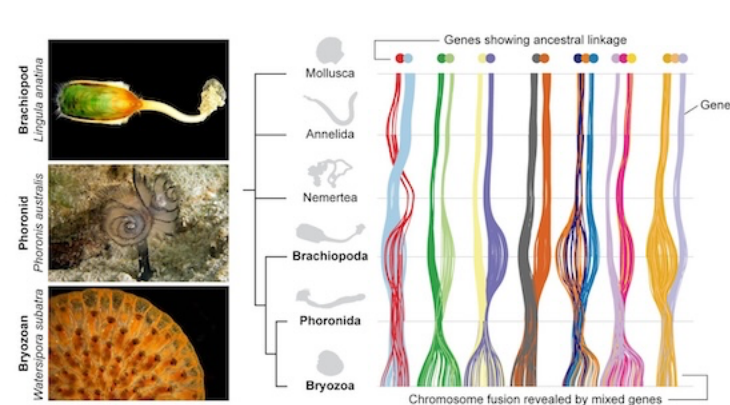 Brachiopod
Lingula anatina
Phoronid
Phoronis australis
Bryozoan
Watersipora subatra
Genes showing ancestral linkage
Mollusca
Annelida
Nemertea
Brachiopoda
Phoronida
Bryozoa
Gene
Chromosome fusion revealed by mixed genes